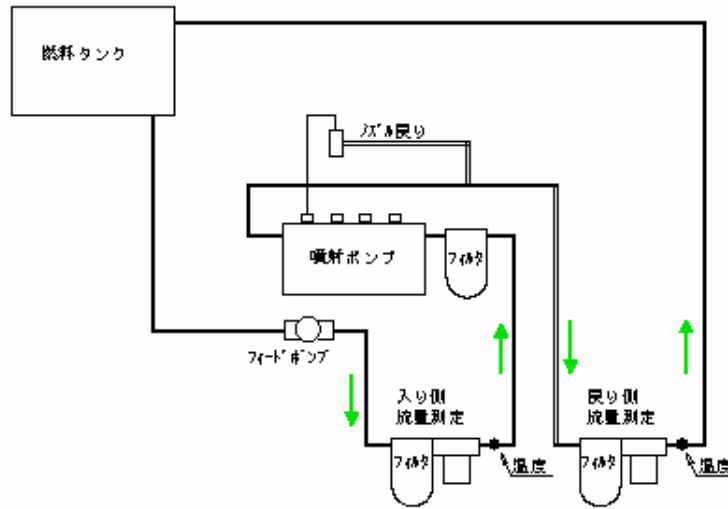 燃料タンク
ノズル戻り
噴射ポンプ
フィルタ
フィードポンプ
入り側
流量測定
戻り側
流量測定
フィルタ
温度
フィルタ
温度